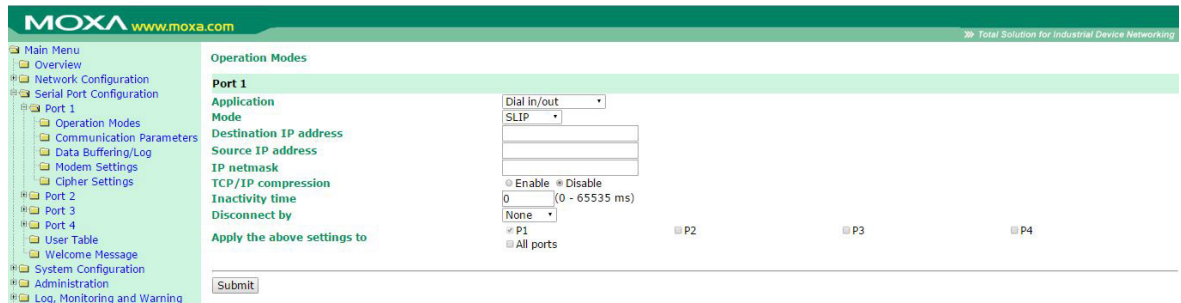 MOXA www.moxa.com
Total Solution for Industrial Device Networking
Main Menu
Overview
Network Configuration
Serial Port Configuration
Port 1
Operation Modes
Communication Parameters
Data Buffering/Log
Modem Settings
Cipher Settings
Port 2
Port 3
Port 4
User Table
Welcome Message
System Configuration
Administration
Log, Monitoring and Warning
Operation Modes
Port 1
Application Dial in/out
Mode SLIP
Destination IP address
Source IP address
IP netmask
TCP/IP compression Enable Disable
Inactivity time 0 (0 - 65535 ms)
Disconnect by None
Apply the above settings to P1 P2 P3 P4
All ports
Submit